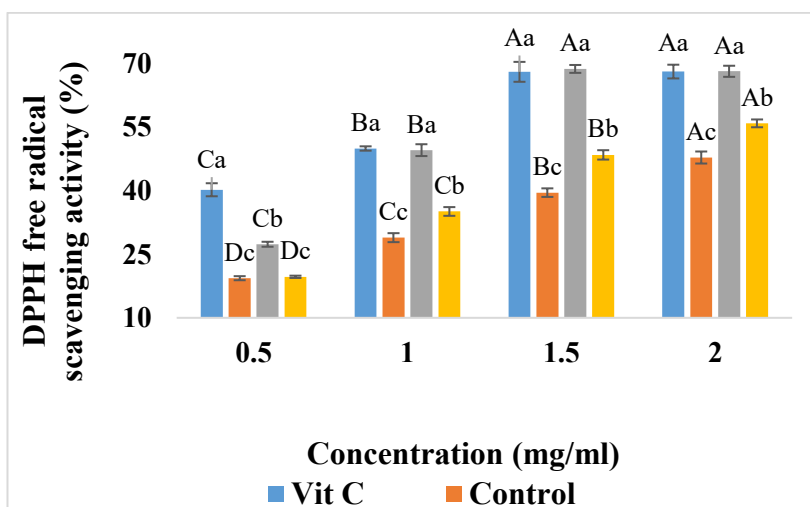 DPPH free radical
scavenging activity (%)
70
55
40
25
10
Ca
Dc
Cb
Dc
Ba
Cc
Ba
Cb
Aa
Bc
Aa
Bb
Aa
Ac
Aa
Ab
0.5 1 1.5 2
Concentration (mg/ml)
Vit C Control